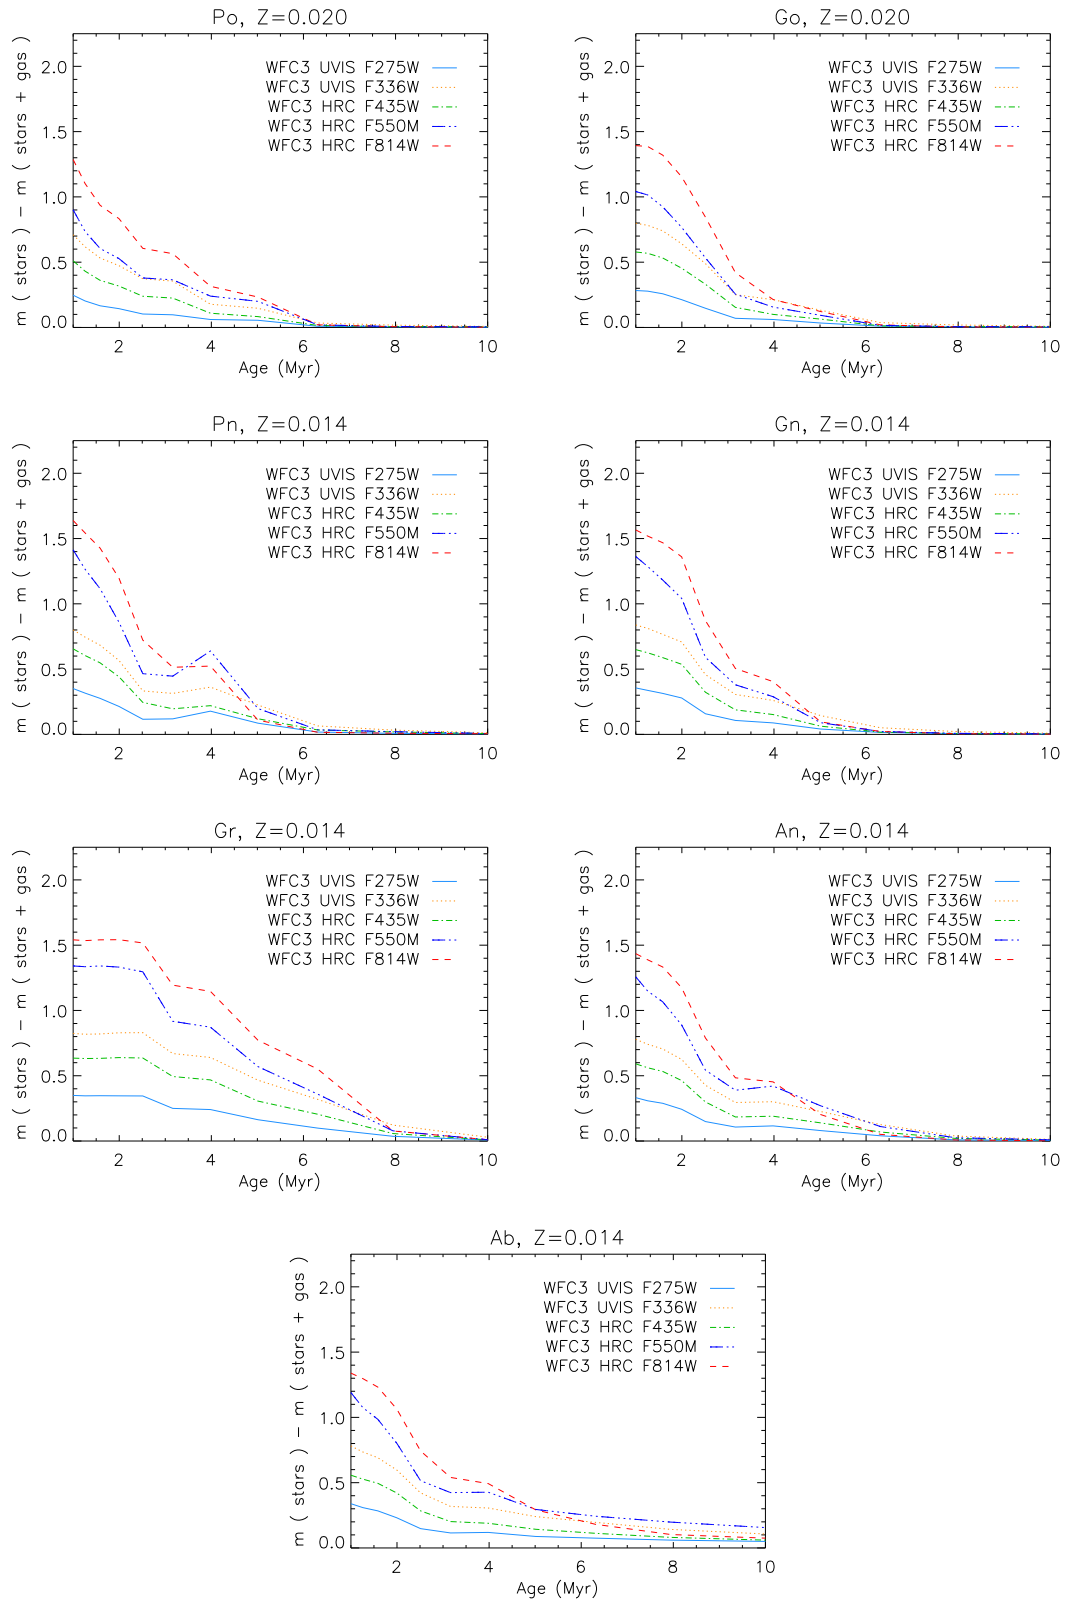 Po, Z=0.020
m ( stars ) - m ( stars + gas )
2.0
1.5
1.0
0.5
0.0
WFC3 UVIS F275W
WFC3 UVIS F336W
WFC3 HRC F435W
WFC3 HRC F550M
WFC3 HRC F814W
2 4 6 8 10
Age (Myr)
Go, Z=0.020
m ( stars ) - m ( stars + gas )
2.0
1.5
1.0
0.5
0.0
WFC3 UVIS F275W
WFC3 UVIS F336W
WFC3 HRC F435W
WFC3 HRC F550M
WFC3 HRC F814W
2 4 6 8 10
Age (Myr)
Pn, Z=0.014
m ( stars ) - m ( stars + gas )
2.0
1.5
1.0
0.5
0.0
WFC3 UVIS F275W
WFC3 UVIS F336W
WFC3 HRC F435W
WFC3 HRC F550M
WFC3 HRC F814W
2 4 6 8 10
Age (Myr)
Gn, Z=0.014
m ( stars ) - m ( stars + gas )
2.0
1.5
1.0
0.5
0.0
WFC3 UVIS F275W
WFC3 UVIS F336W
WFC3 HRC F435W
WFC3 HRC F550M
WFC3 HRC F814W
2 4 6 8 10
Age (Myr)
Gr, Z=0.014
m ( stars ) - m ( stars + gas )
2.0
1.5
1.0
0.5
0.0
WFC3 UVIS F275W
WFC3 UVIS F336W
WFC3 HRC F435W
WFC3 HRC F550M
WFC3 HRC F814W
2 4 6 8 10
Age (Myr)
An, Z=0.014
m ( stars ) - m ( stars + gas )
2.0
1.5
1.0
0.5
0.0
WFC3 UVIS F275W
WFC3 UVIS F336W
WFC3 HRC F435W
WFC3 HRC F550M
WFC3 HRC F814W
2 4 6 8 10
Age (Myr)
Ab, Z=0.014
m ( stars ) - m ( stars + gas )
2.0
1.5
1.0
0.5
0.0
WFC3 UVIS F275W
WFC3 UVIS F336W
WFC3 HRC F435W
WFC3 HRC F550M
WFC3 HRC F814W
2 4 6 8 10
Age (Myr)